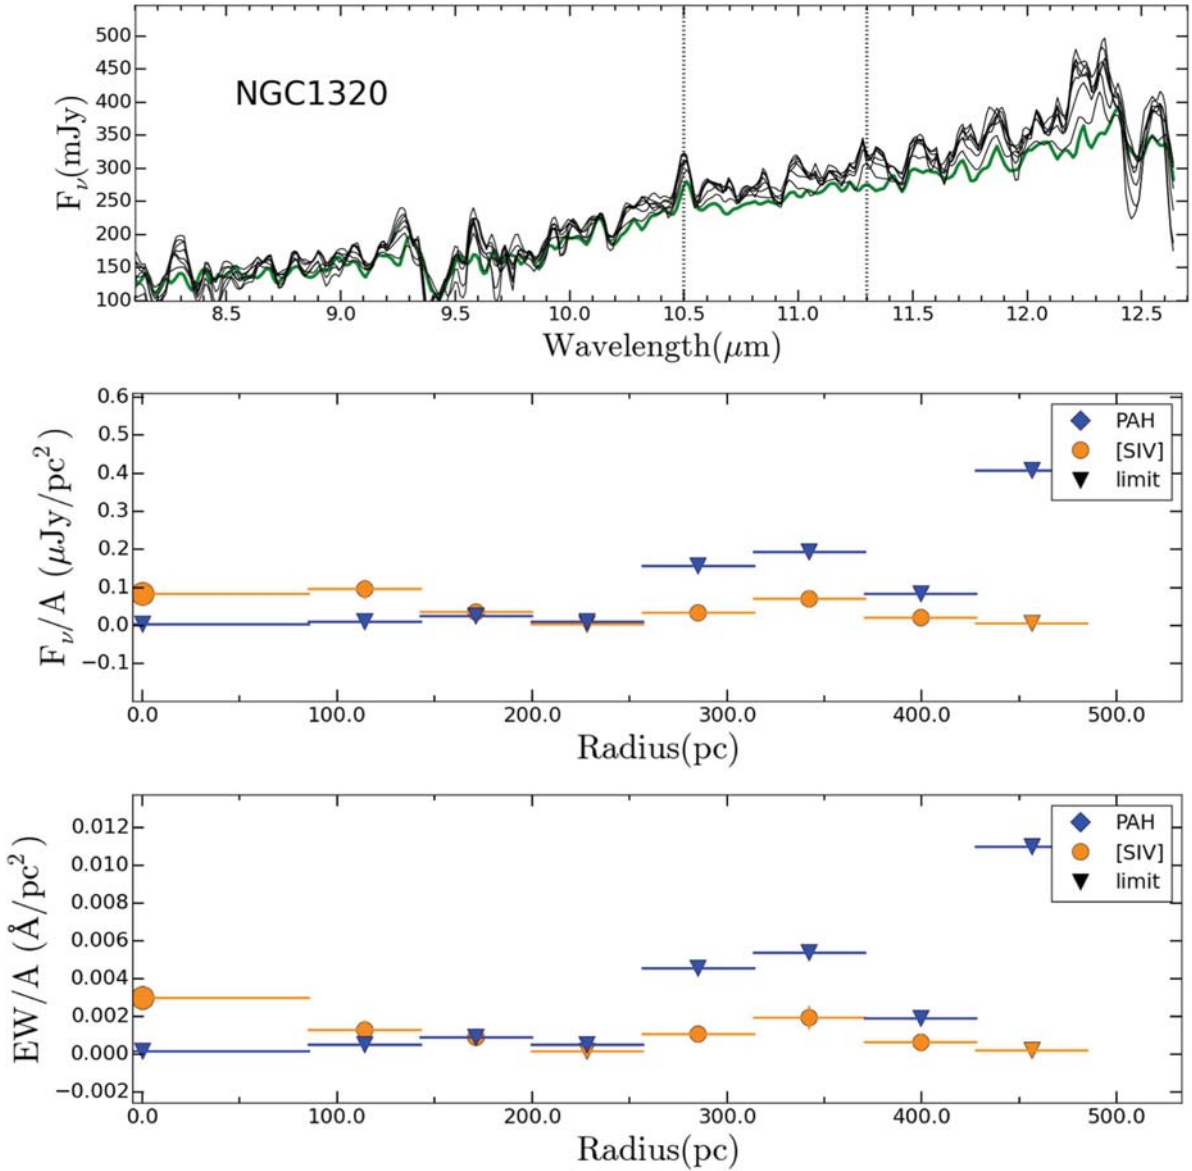 NGC1320
F_ν(mJy)
500
450
400
350
300
250
200
150
100
8.5 9.0 9.5 10.0 10.5 11.0 11.5 12.0 12.5
Wavelength(μm)
F_ν/A (μJy/pc²)
0.6
0.5
0.4
0.3
0.2
0.1
0.0
−0.1
PAH
[SIV]
limit
0.0 100.0 200.0 300.0 400.0 500.0
Radius(pc)
EW/A (Å/pc²)
0.012
0.010
0.008
0.006
0.004
0.002
0.000
−0.002
PAH
[SIV]
limit
0.0 100.0 200.0 300.0 400.0 500.0
Radius(pc)